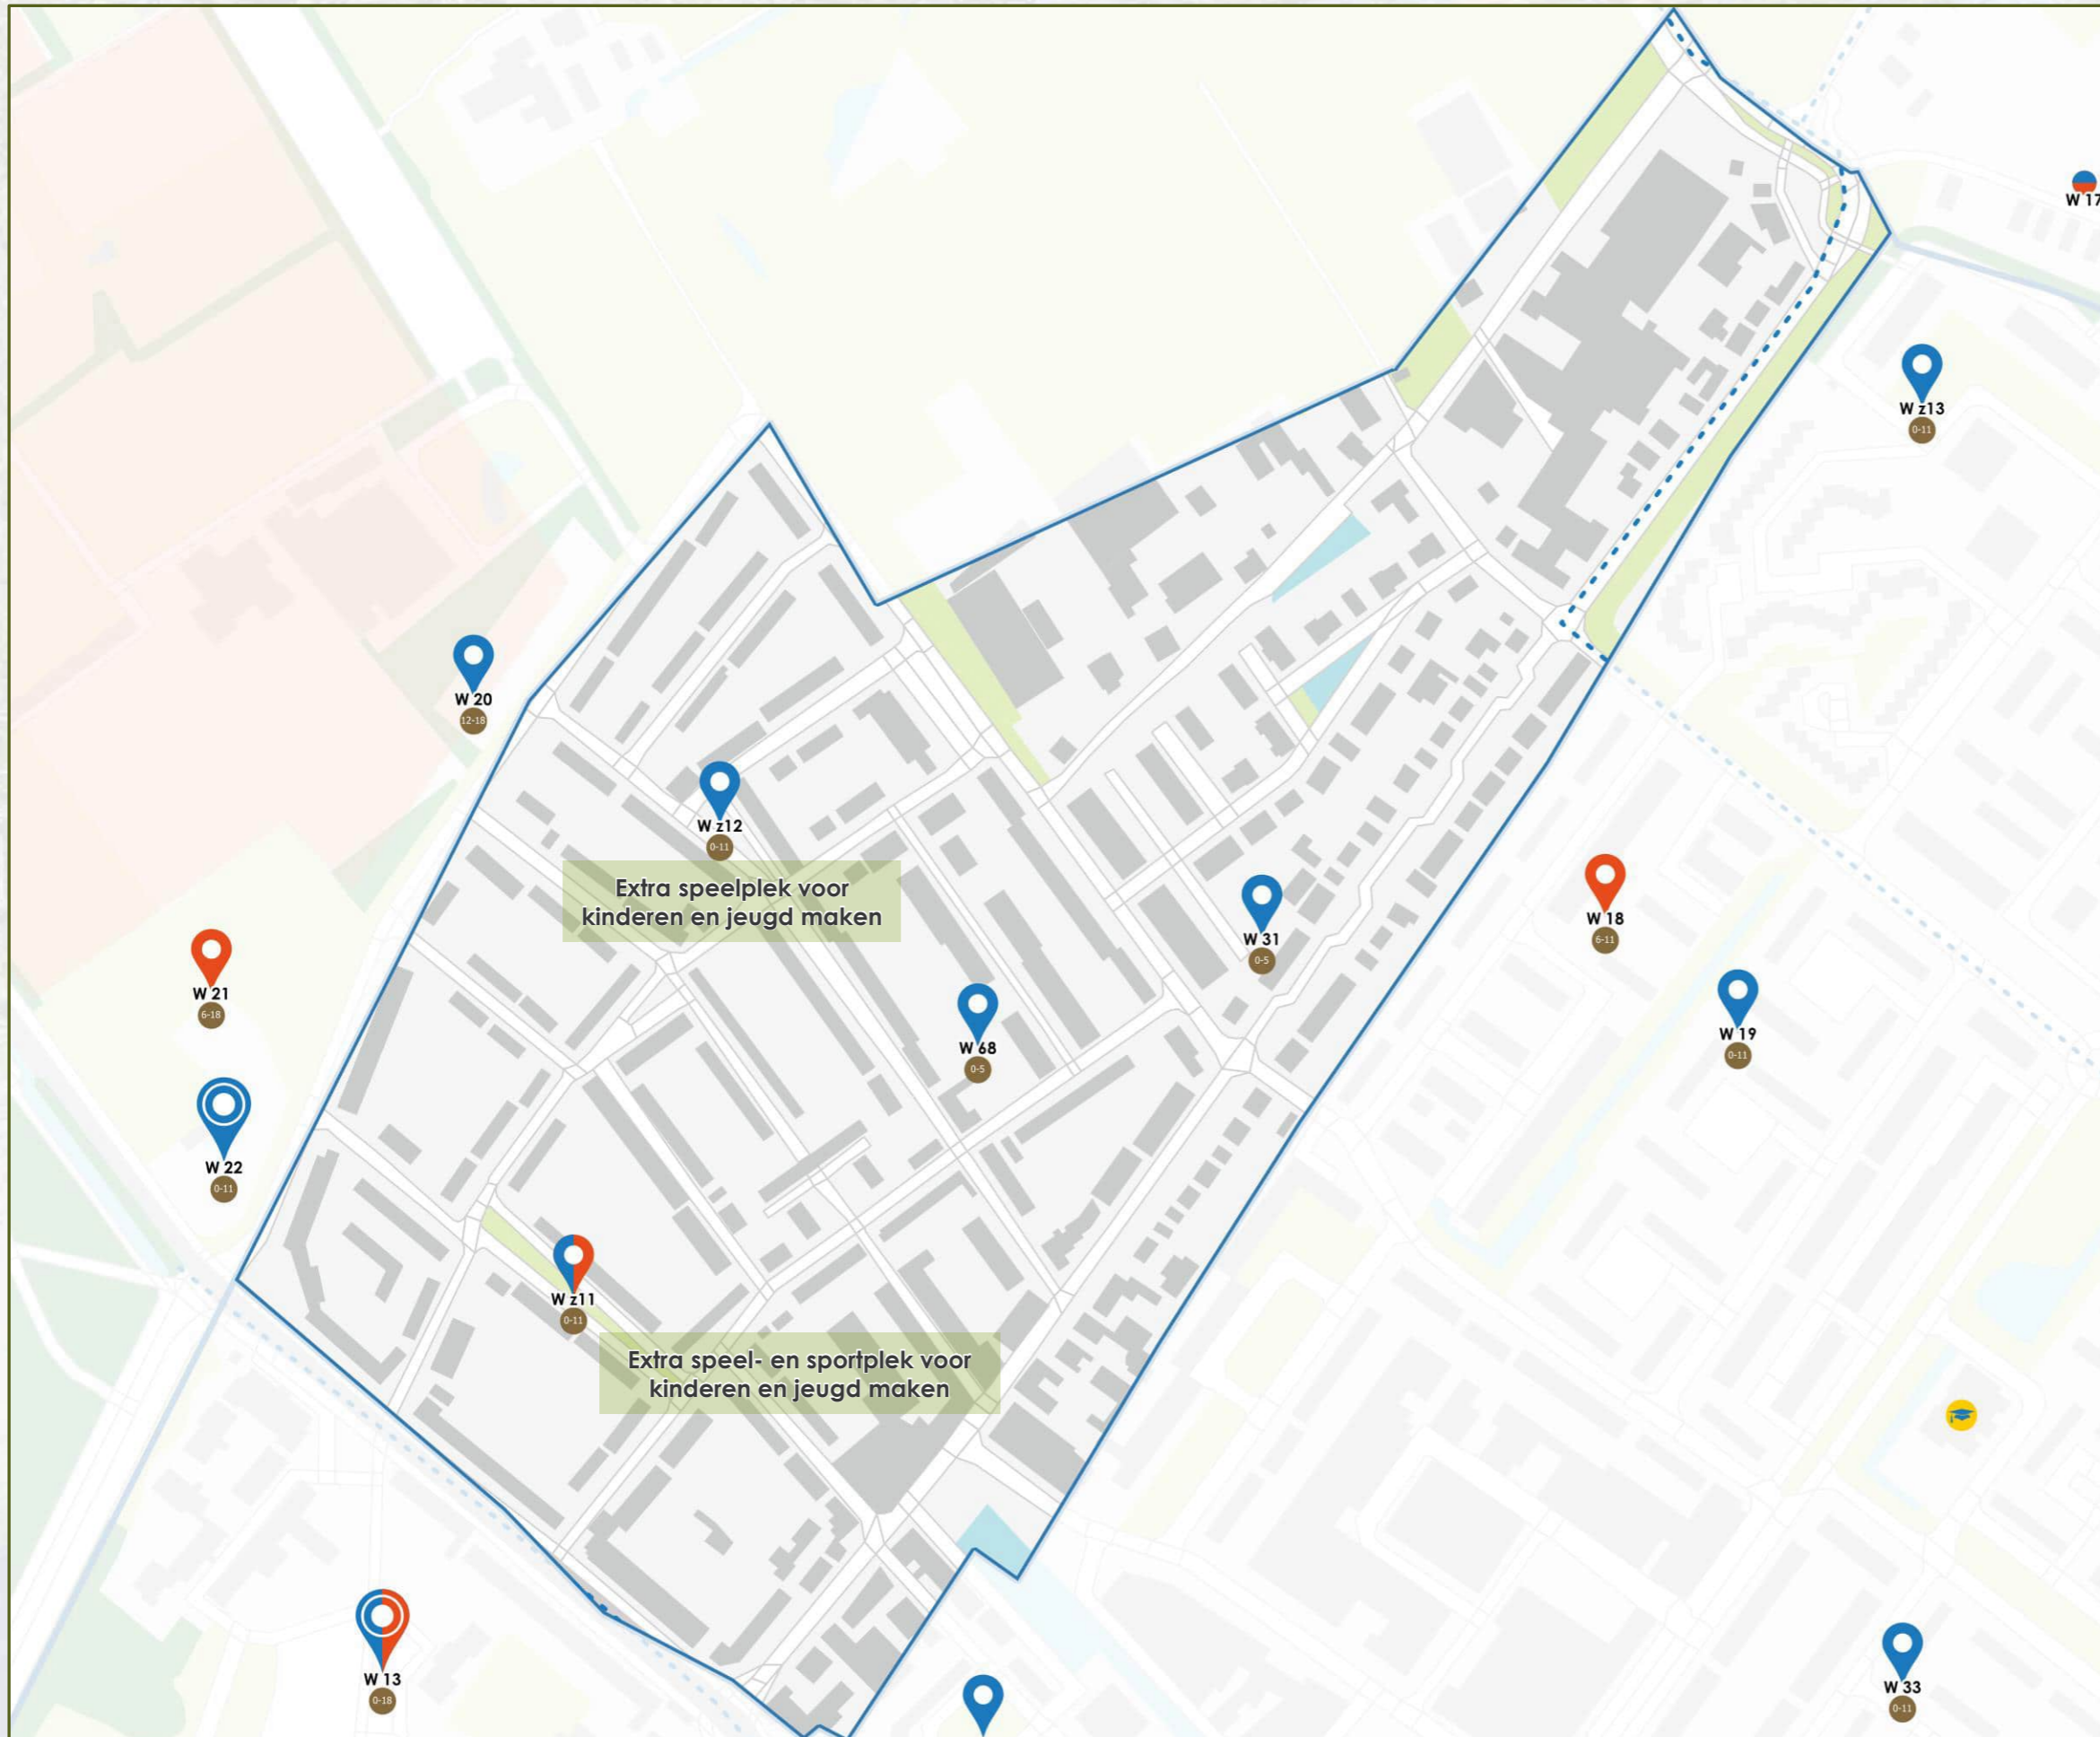 W 17
W z13
0-11
W 20
12-18
W z12
0-11
Extra speelplek voor
kinderen en jeugd maken
W 31
0-5
W 18
6-11
W 21
6-18
W 68
0-5
W 19
0-11
W 22
0-11
W z11
0-11
Extra speel- en sportplek voor
kinderen en jeugd maken
W 13
0-18
W 33
0-11